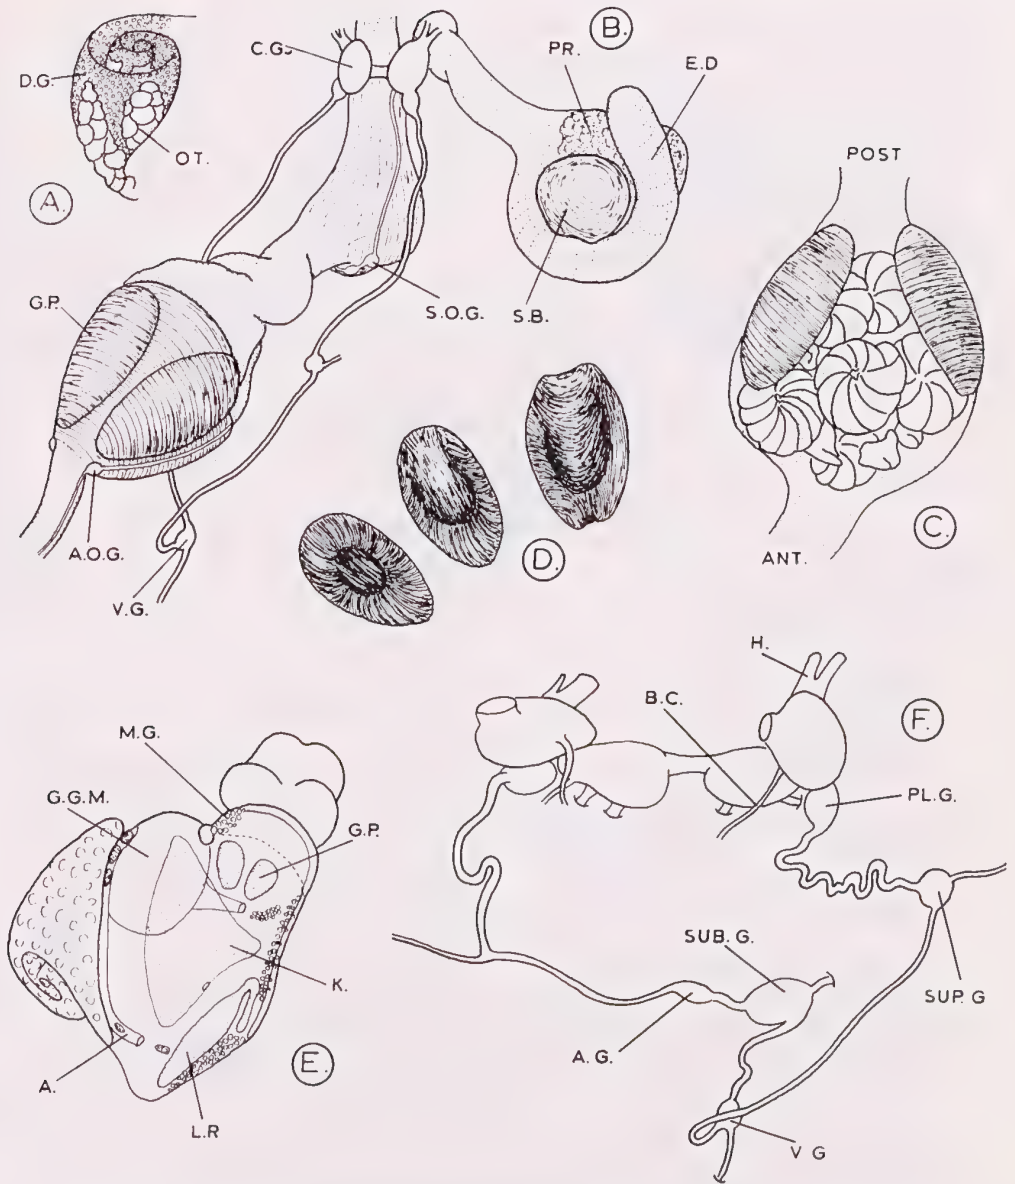 C.G.
B.
PR.
E.D
D.G.
OT.
POST
A.
G.P.
S.O.G.
S.B.
A.O.G.
C.
D.
ANT.
V.G.
H.
B.C.
F.
M.G.
G.G.M.
PL.G.
G.P.
SUB. G.
K.
SUP. G
E.
A. G.
A.
L.R
V G